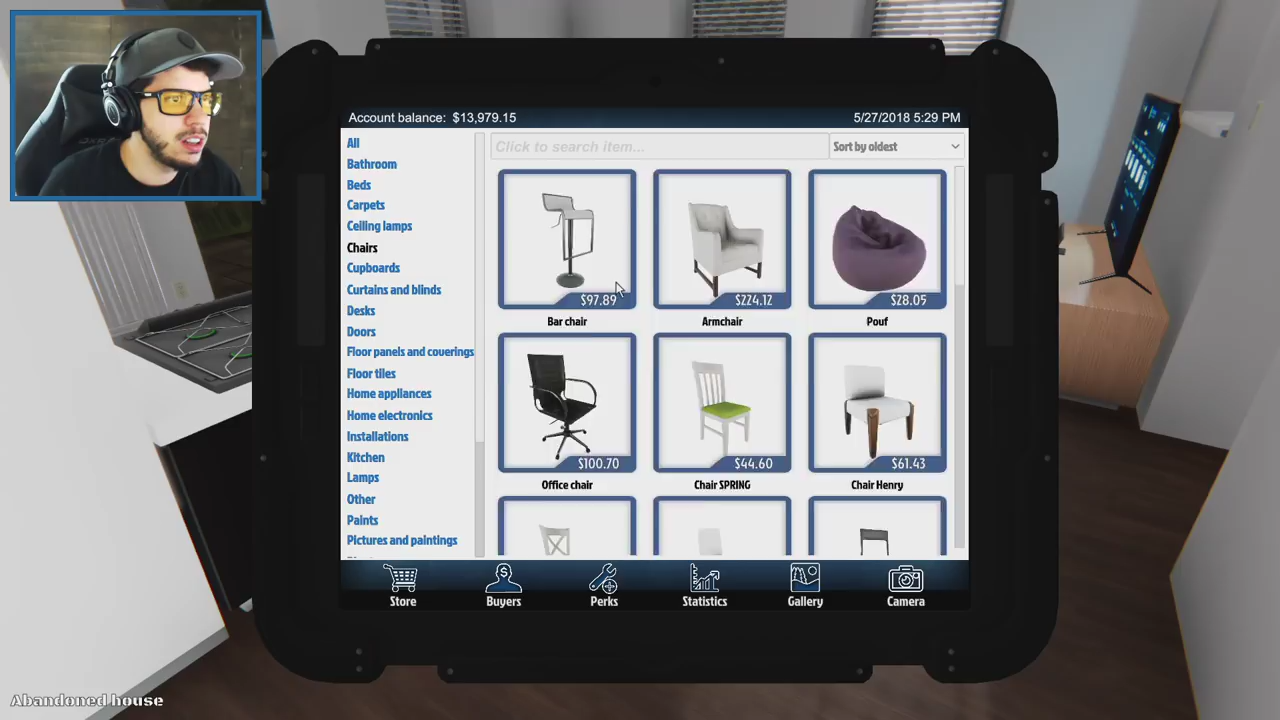 Account balance: $13,979.15
5/27/2018 5:29 PM
All
Bathroom
Beds
Carpets
Ceiling lamps
Chairs
Cupboards
Curtains and blinds
Desks
Doors
Floor panels and coverings
Floor tiles
Home appliances
Home electronics
Installations
Kitchen
Lamps
Other
Paints
Pictures and paintings
Click to search item...
Sort by oldest
$97.89
$224.12
$28.05
Bar chair
Armchair
Pouf
$100.70
$44.60
$61.43
Office chair
Chair SPRING
Chair Henry
Store
Buyers
Perks
Statistics
Gallery
Camera
Abandoned house